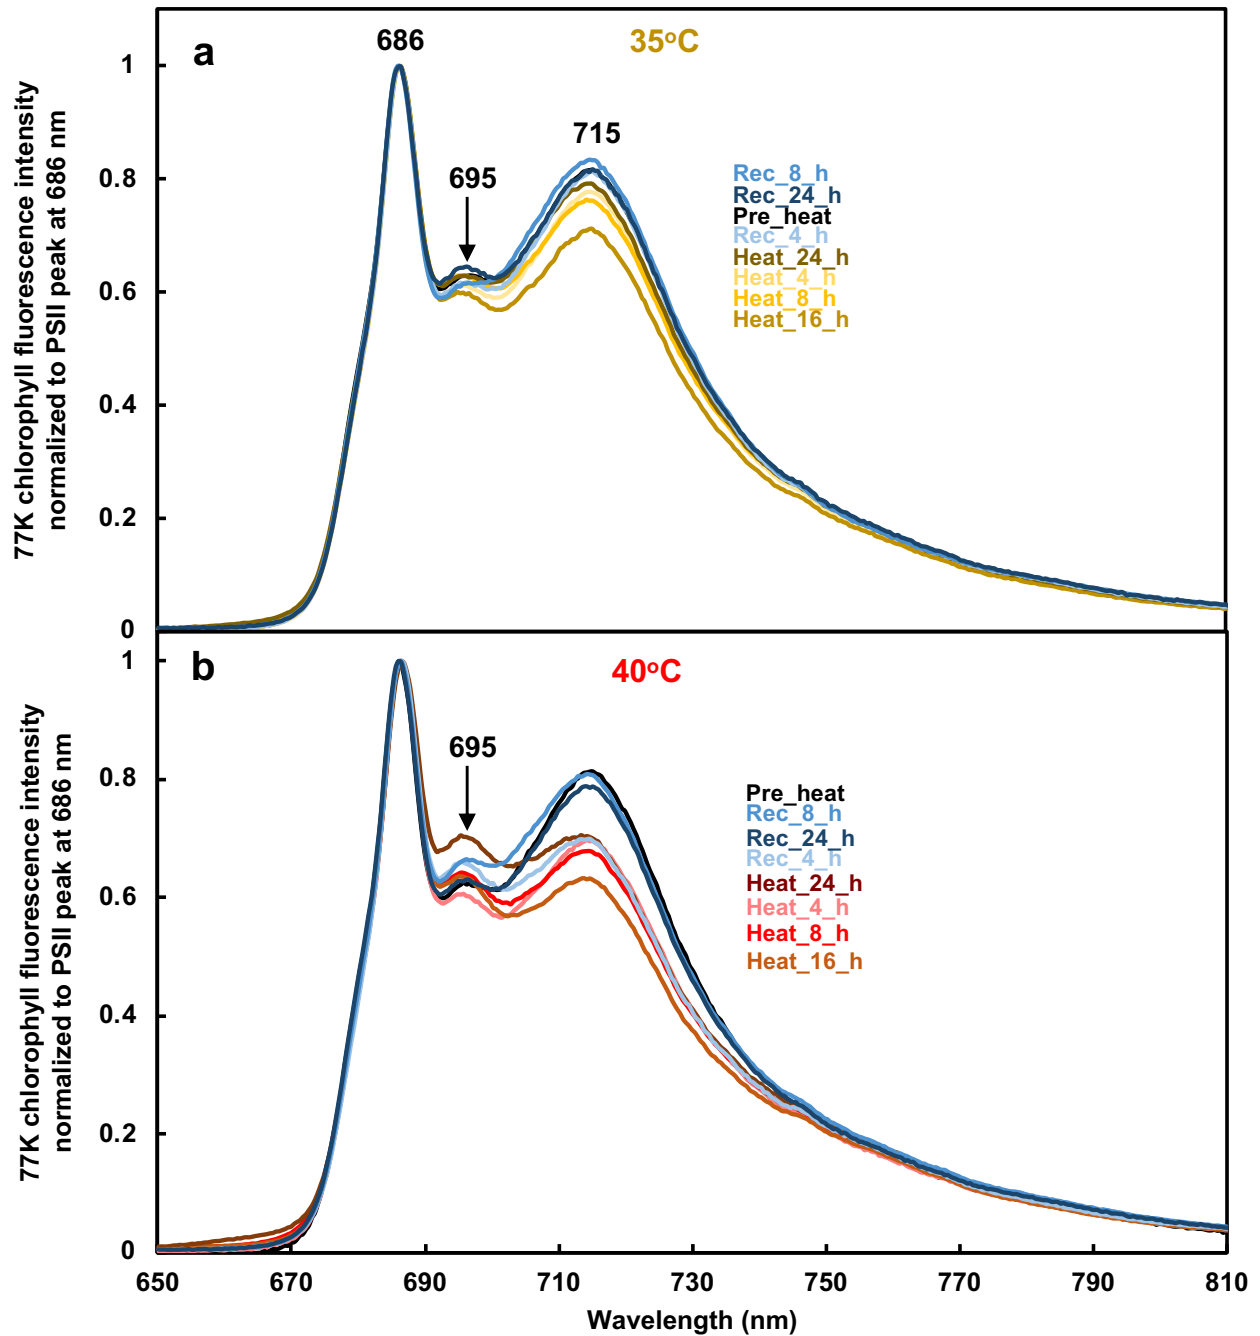 a
686
35°C
1
0.8
0.6
0.4
0.2
0
695
715
Rec_8_h
Rec_24_h
Pre_heat
Rec_4_h
Heat_24_h
Heat_4_h
Heat_8_h
Heat_16_h
77K chlorophyll fluorescence intensity
normalized to PSII peak at 686 nm
b
40°C
1
0.8
0.6
0.4
0.2
0
695
Pre_heat
Rec_8_h
Rec_24_h
Rec_4_h
Heat_24_h
Heat_4_h
Heat_8_h
Heat_16_h
77K chlorophyll fluorescence intensity
normalized to PSII peak at 686 nm
650 670 690 710 730 750 770 790 810
Wavelength (nm)